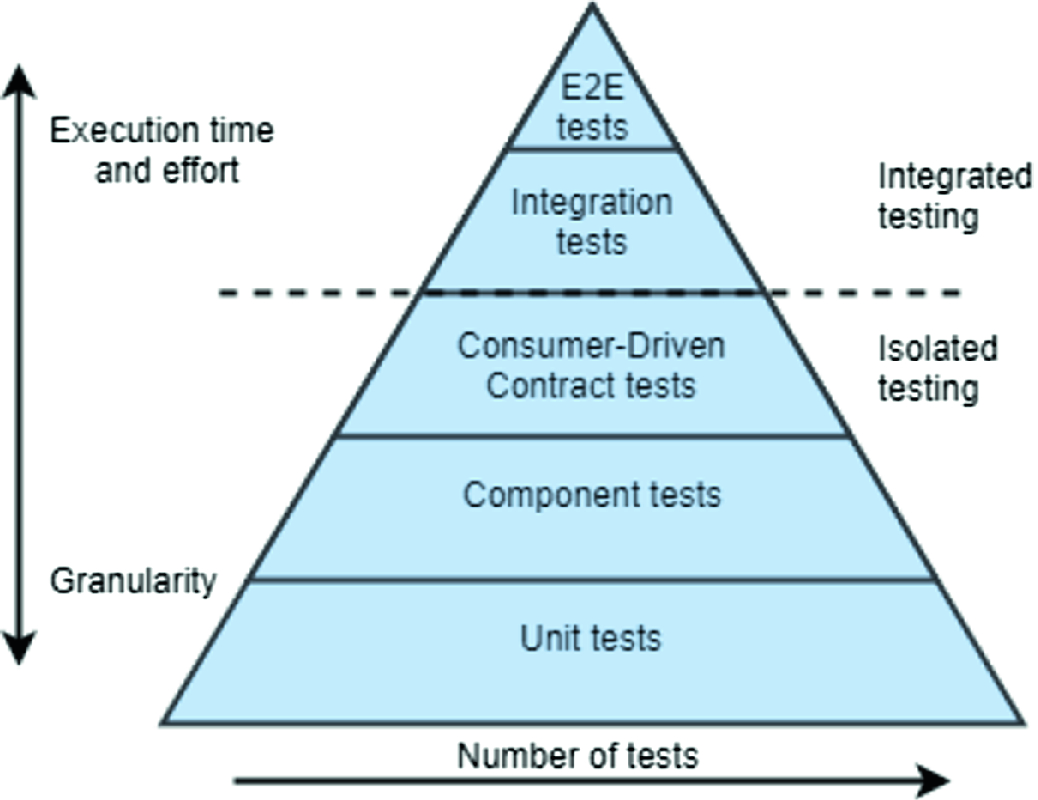 E2E
tests
Execution time
and effort
Integration
tests
Integrated
testing
Consumer-Driven
Contract tests
Isolated
testing
Component tests
Granularity
Unit tests
Number of tests